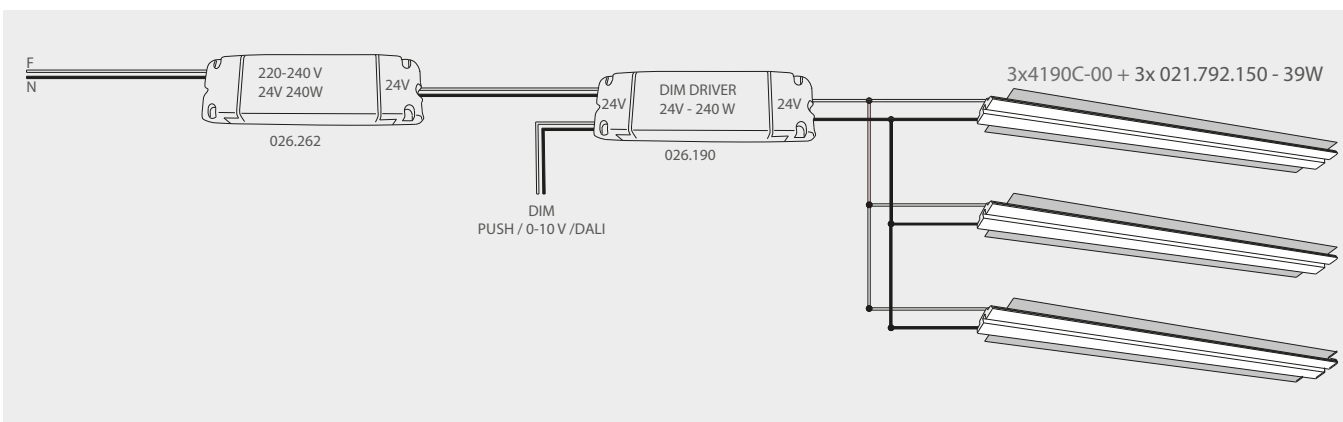 F
N
220-240 V
24V 240W
24V
026.262
24V
DIM DRIVER
24V - 240 W
24V
026.190
DIM
PUSH / 0-10 V /DALI
3x4190C-00 + 3x 021.792.150 - 39W